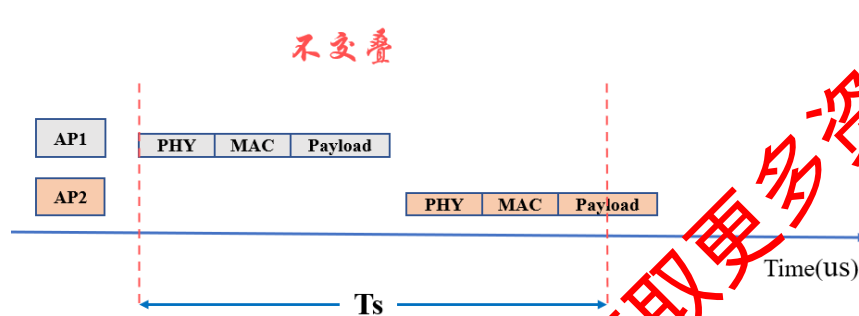 不交叠
AP1 PHY MAC Payload
AP2 PHY MAC Payload
Time(us)
Ts
取更多资